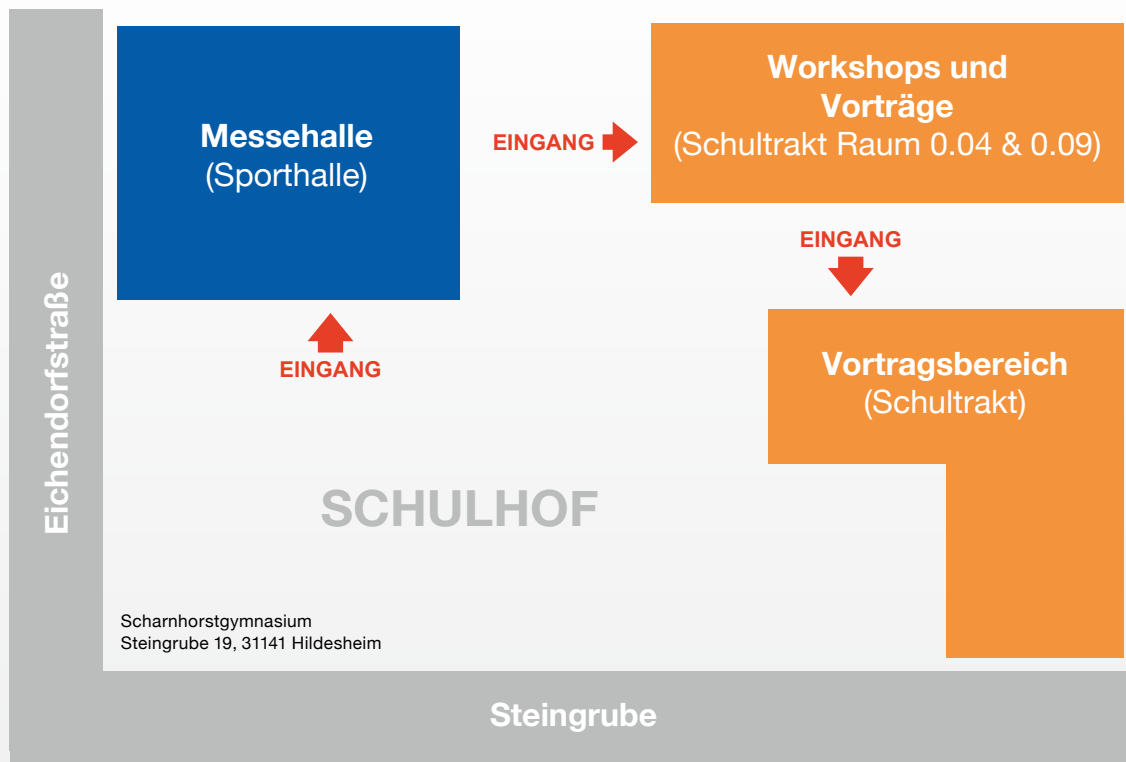 Eichendorfstraße
Messehalle
(Sporthalle)
EINGANG
EINGANG
Workshops und
Vorträge
(Schultrakt Raum 0.04 & 0.09)
EINGANG
Vortragsbereich
(Schultrakt)
SCHULHOF
Scharnhorstgymnasium
Steingrube 19, 31141 Hildesheim
Steingrube